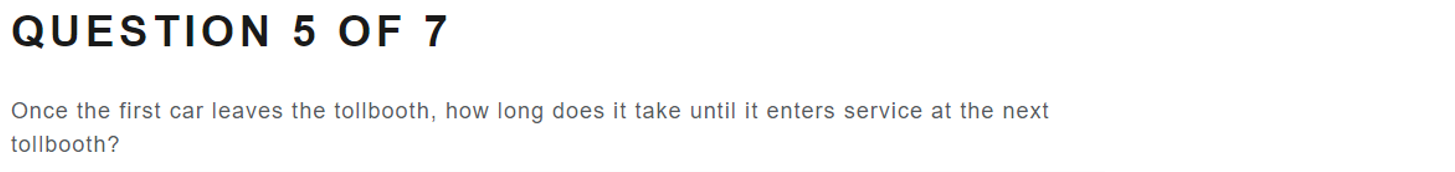 QUESTION 5 OF 7
Once the first car leaves the tollbooth, how long does it take until it enters service at the next
tollbooth?